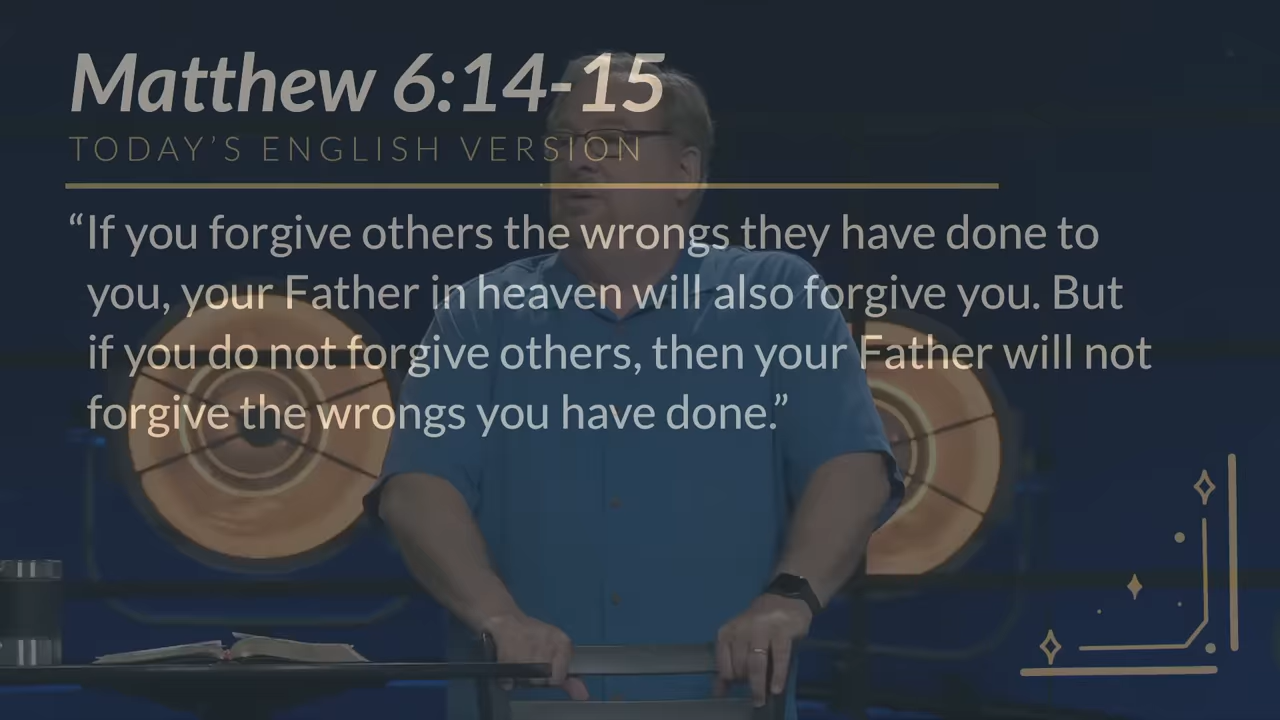 Matthew 6:14-15
TODAY’S ENGLISH VERSION
“If you forgive others the wrongs they have done to
you, your Father in heaven will also forgive you. But
if you do not forgive others, then your Father will not
forgive the wrongs you have done.”